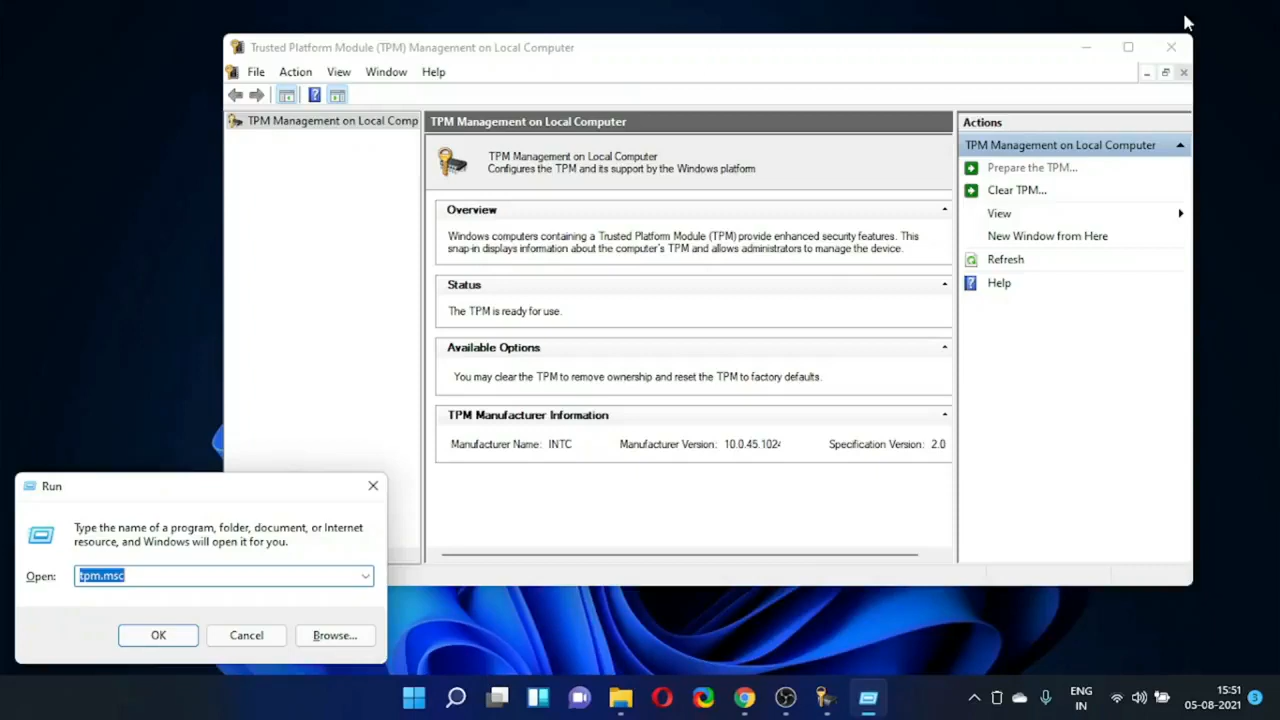 Trusted Platform Module (TPM) Management on Local Computer
File Action View Window Help
TPM Management on Local Comp
TPM Management on Local Computer
TPM Management on Local Computer
Configures the TPM and its support by the Windows platform
Overview
Windows computers containing a Trusted Platform Module (TPM) provide enhanced security features. This
snap-in displays information about the computer's TPM and allows administrators to manage the device.
Status
The TPM is ready for use.
Available Options
You may clear the TPM to remove ownership and reset the TPM to factory defaults.
TPM Manufacturer Information
Manufacturer Name: INTC Manufacturer Version: 10.0.45.1024 Specification Version: 2.0
Actions
TPM Management on Local Computer
Prepare the TPM...
Clear TPM...
View
New Window from Here
Refresh
Help
Run
Type the name of a program, folder, document, or Internet
resource, and Windows will open it for you.
Open: tpm.msc
OK Cancel Browse...
ENG
IN
15:51
05-08-2021
3